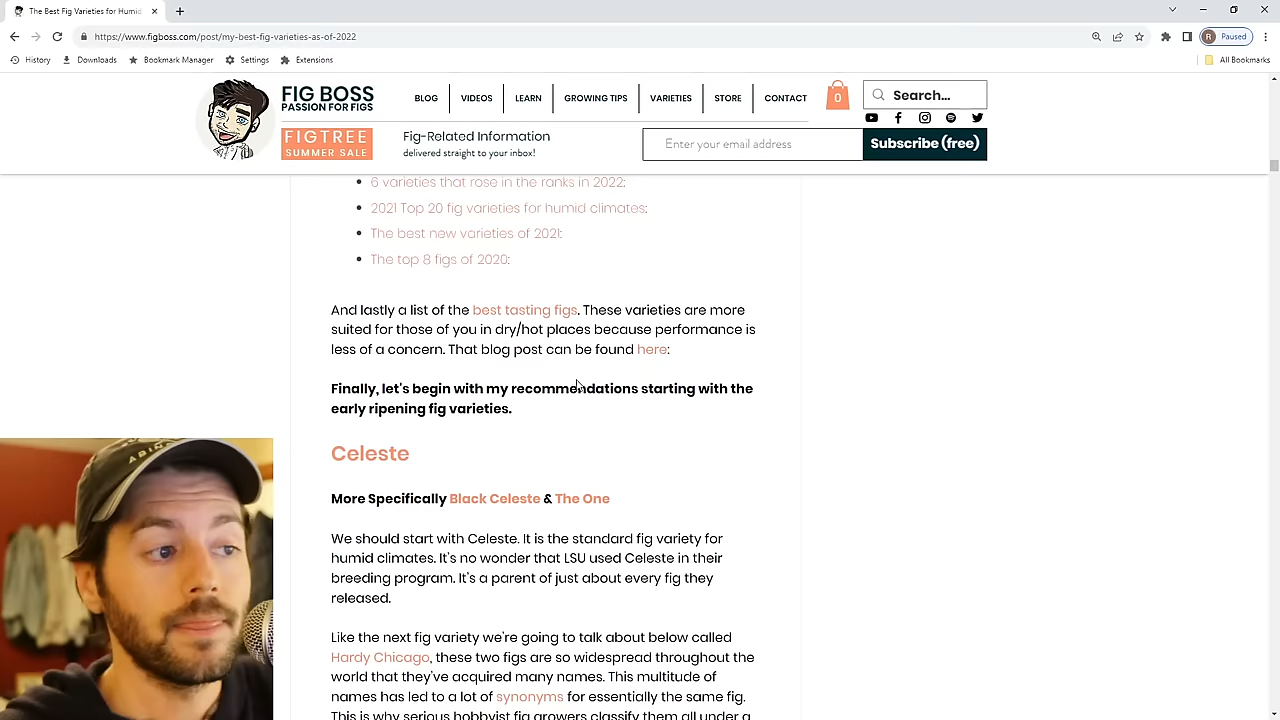 The Best Fig Varieties for Humid
https://www.figboss.com/post/my-best-fig-varieties-as-of-2022
R Paused
History Downloads Bookmark Manager Settings Extensions All Bookmarks
FIG BOSS
PASSION FOR FIGS
BLOG VIDEOS LEARN GROWING TIPS VARIETIES STORE CONTACT
0
Search...
FIGTREE
SUMMER SALE
Fig-Related Information
delivered straight to your inbox!
Enter your email address
Subscribe (free)
6 varieties that rose in the ranks in 2022:
2021 Top 20 fig varieties for humid climates:
The best new varieties of 2021:
The top 8 figs of 2020:
And lastly a list of the best tasting figs. These varieties are more
suited for those of you in dry/hot places because performance is
less of a concern. That blog post can be found here:
Finally, let's begin with my recommendations starting with the
early ripening fig varieties.
Celeste
More Specifically Black Celeste & The One
We should start with Celeste. It is the standard fig variety for
humid climates. It's no wonder that LSU used Celeste in their
breeding program. It's a parent of just about every fig they
released.
Like the next fig variety we're going to talk about below called
Hardy Chicago, these two figs are so widespread throughout the
world that they've acquired many names. This multitude of
names has led to a lot of synonyms for essentially the same fig.
This is why serious hobbyist fig growers classify them all under a